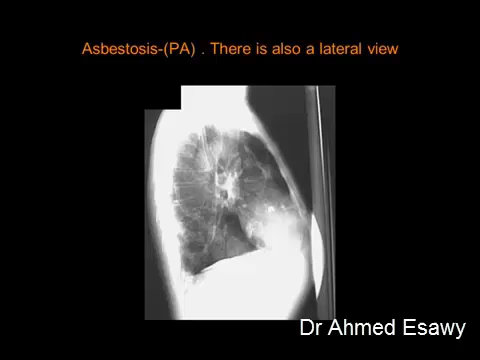 Asbestosis-(PA) . There is also a lateral view
Dr Ahmed Esawy